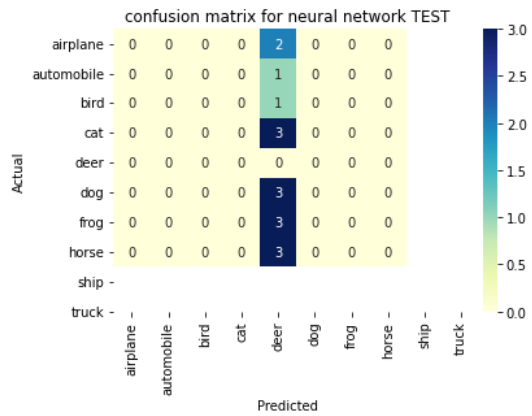 confusion matrix for neural network TEST
airplane 0 0 0 0 2 0 0 0
automobile 0 0 0 0 1 0 0 0
bird 0 0 0 0 1 0 0 0
cat 0 0 0 0 3 0 0 0
deer 0 0 0 0 0 0 0 0
dog 0 0 0 0 3 0 0 0
frog 0 0 0 0 3 0 0 0
horse 0 0 0 0 3 0 0 0
ship
truck
Actual
airplane automobile bird cat deer dog frog horse ship truck
Predicted
3.0
2.5
2.0
1.5
1.0
0.5
0.0